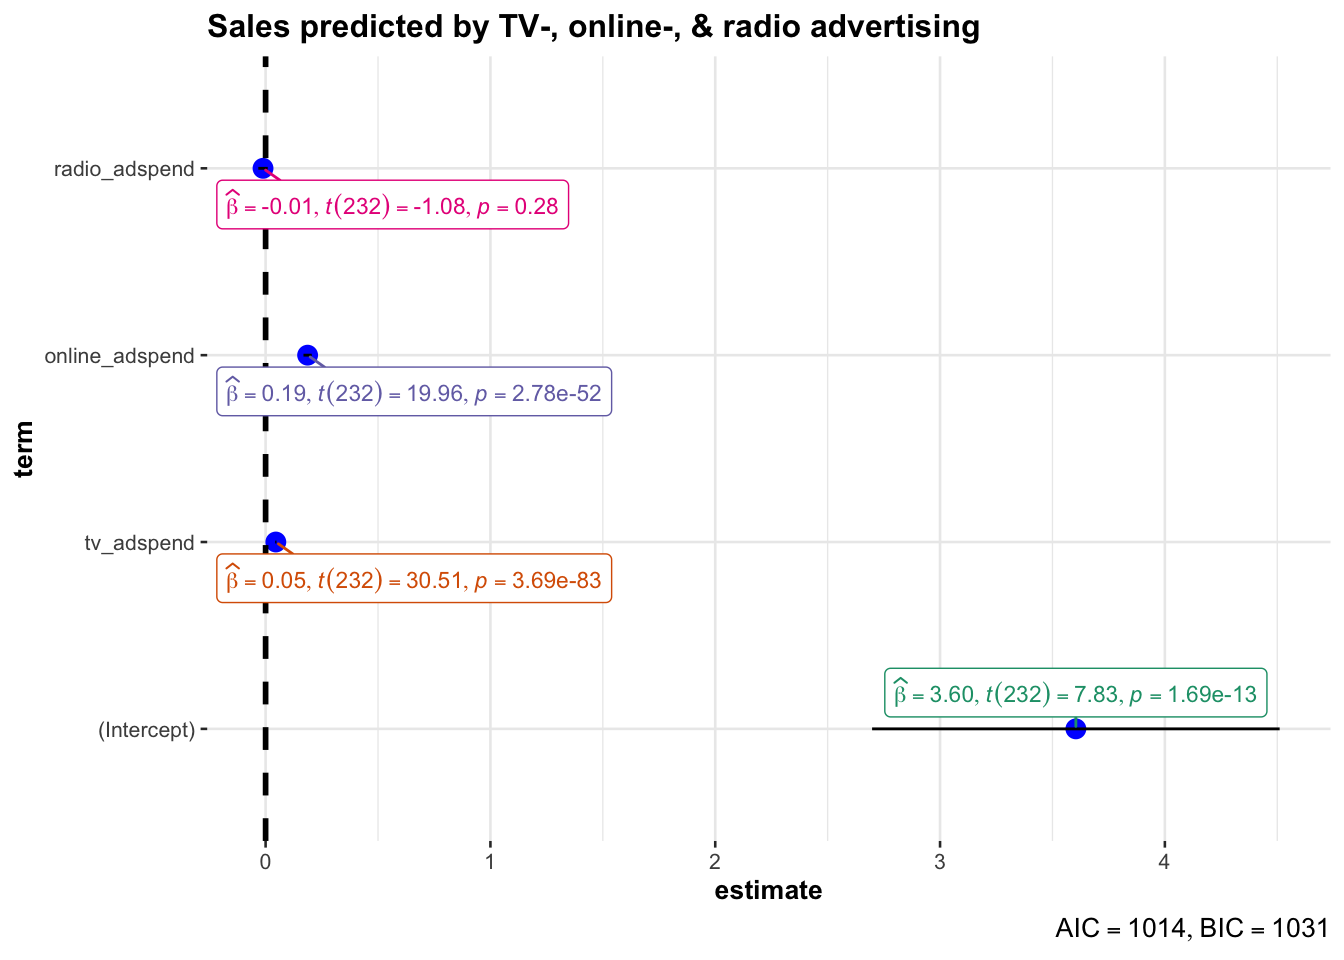 Sales predicted by TV-, online-, & radio advertising
radio_adspend
β̂ = -0.01, t(232) = -1.08, p = 0.28
online_adspend
β̂ = 0.19, t(232) = 19.96, p = 2.78e-52
term
tv_adspend
β̂ = 0.05, t(232) = 30.51, p = 3.69e-83
β̂ = 3.60, t(232) = 7.83, p = 1.69e-13
(Intercept)
0 1 2 3 4
estimate
AIC = 1014, BIC = 1031